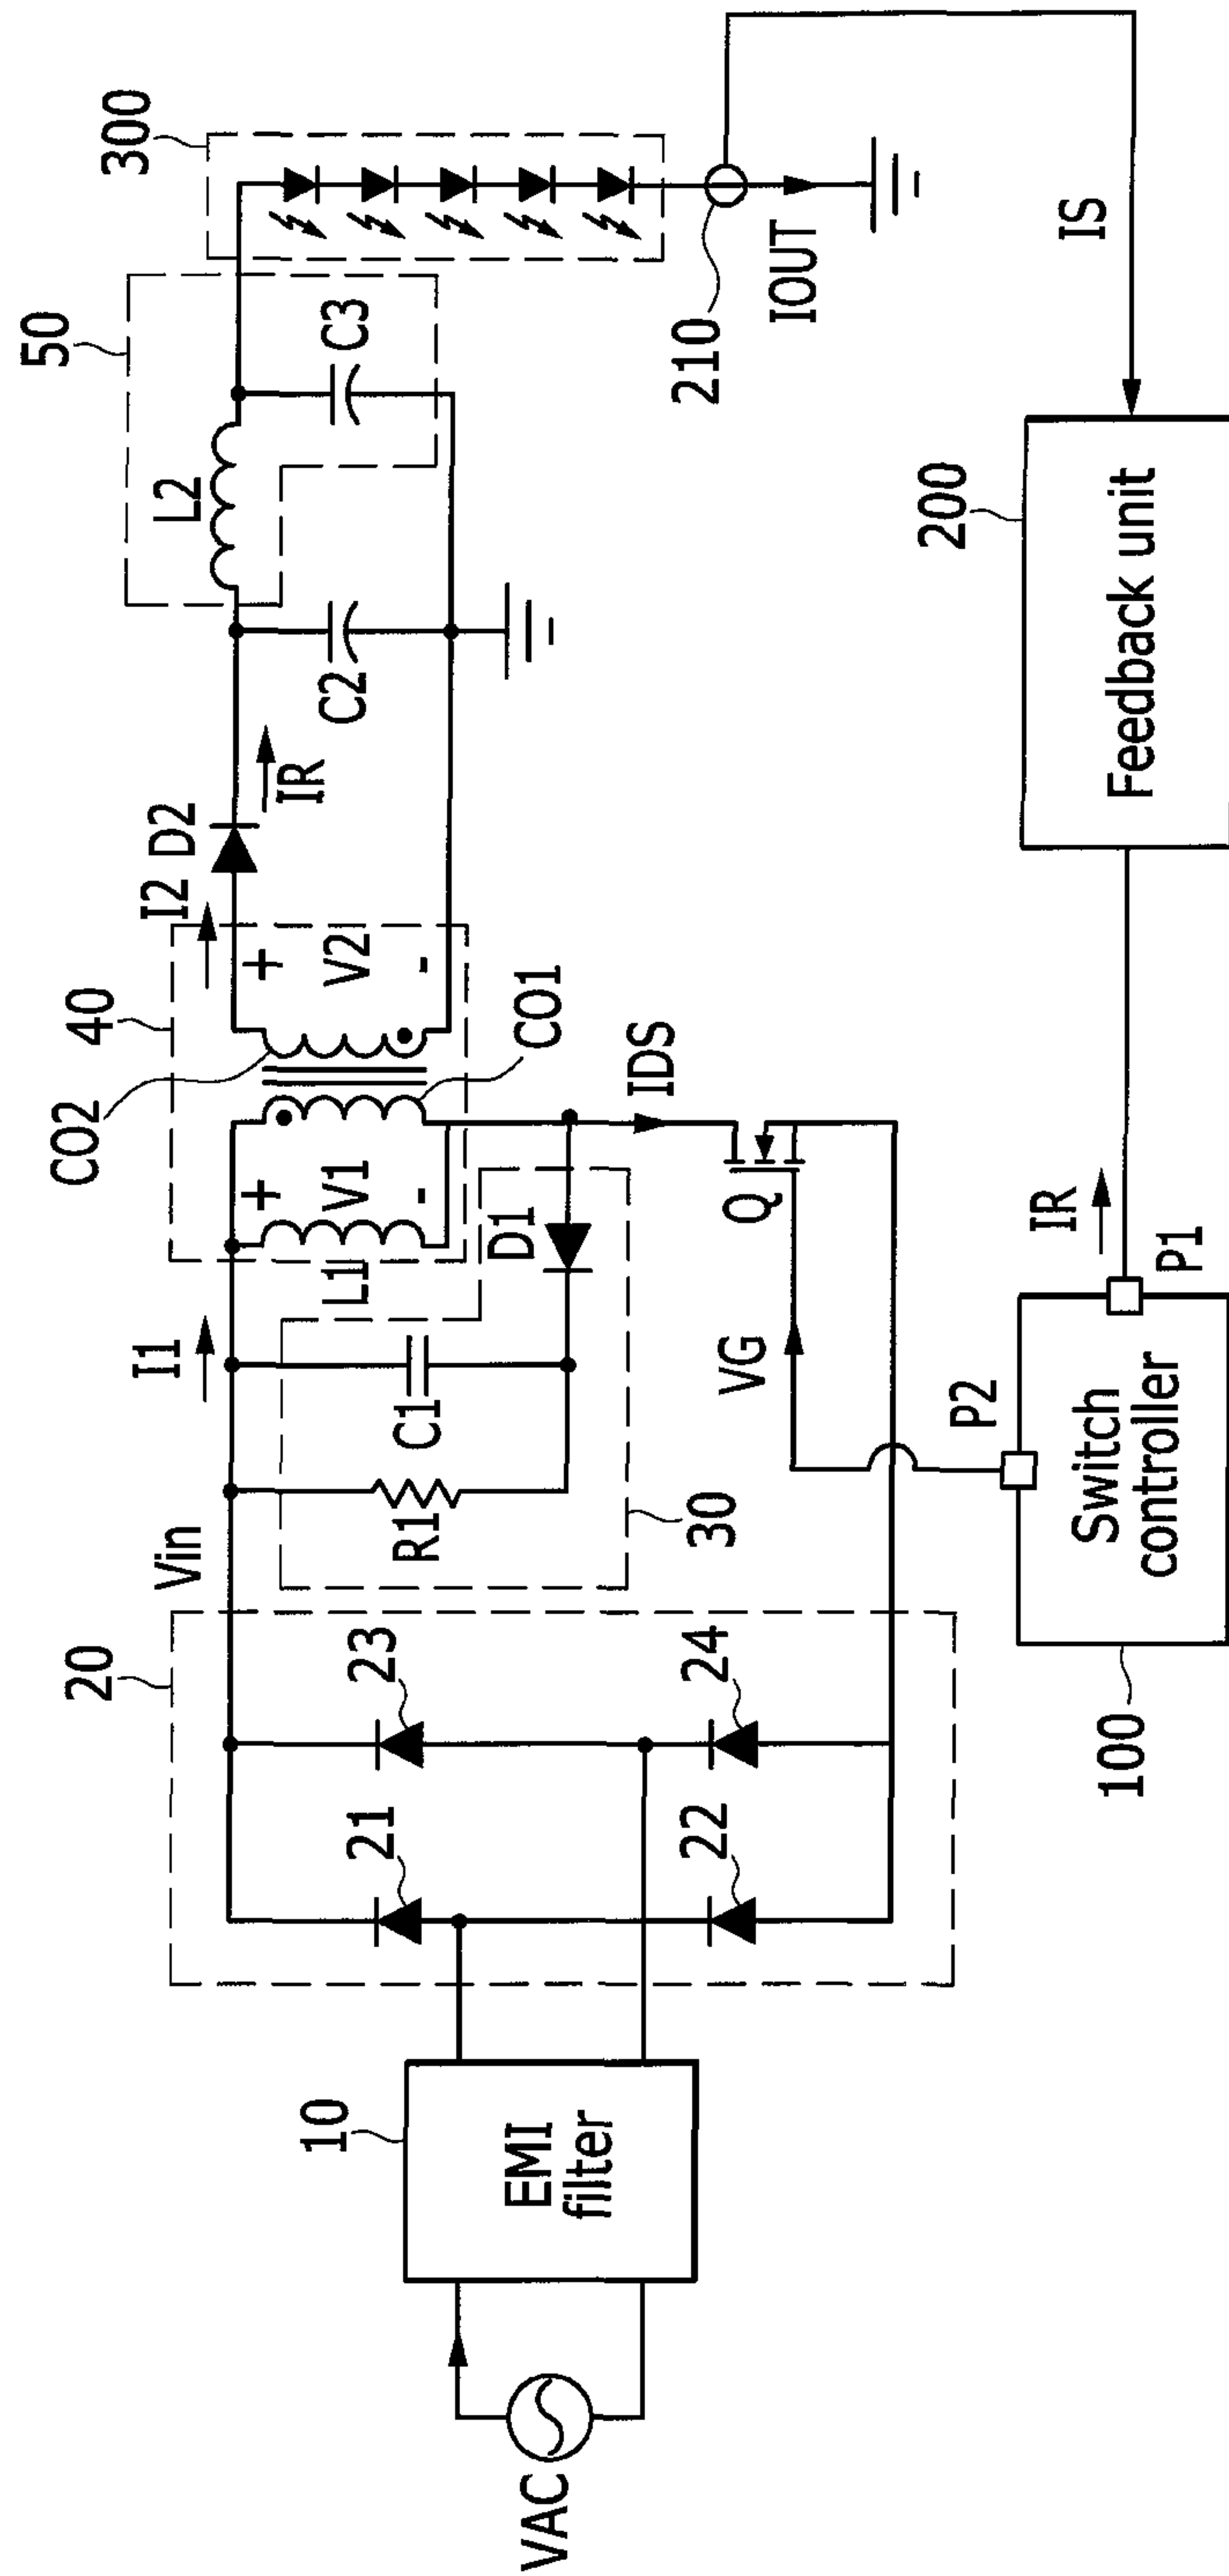 VAC
10
EMI
filter
20
21
22
23
24
Vin
R1
C1
30
I1
L1
V1
+
-
D1
CO2
40
CO1
+
V2
-
I2
D2
IR
IDS
Q
VG
P2
Switch
controller
100
P1
IR
C2
50
L2
C3
300
210
IOUT
IS
200
Feedback unit